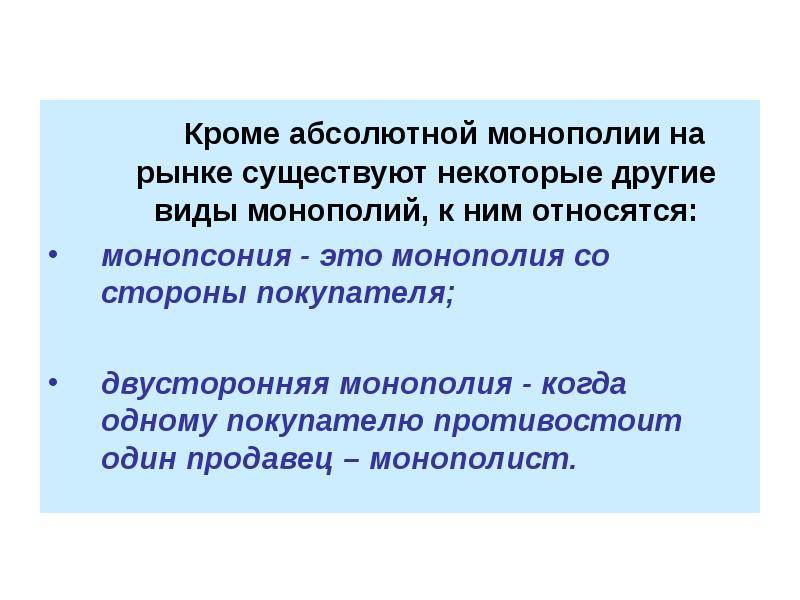 Кроме абсолютной монополии на
рынке существуют некоторые другие
виды монополий, к ним относятся:
• монопсония - это монополия со
стороны покупателя;
• двусторонняя монополия - когда
одному покупателю противостоит
один продавец – монополист.